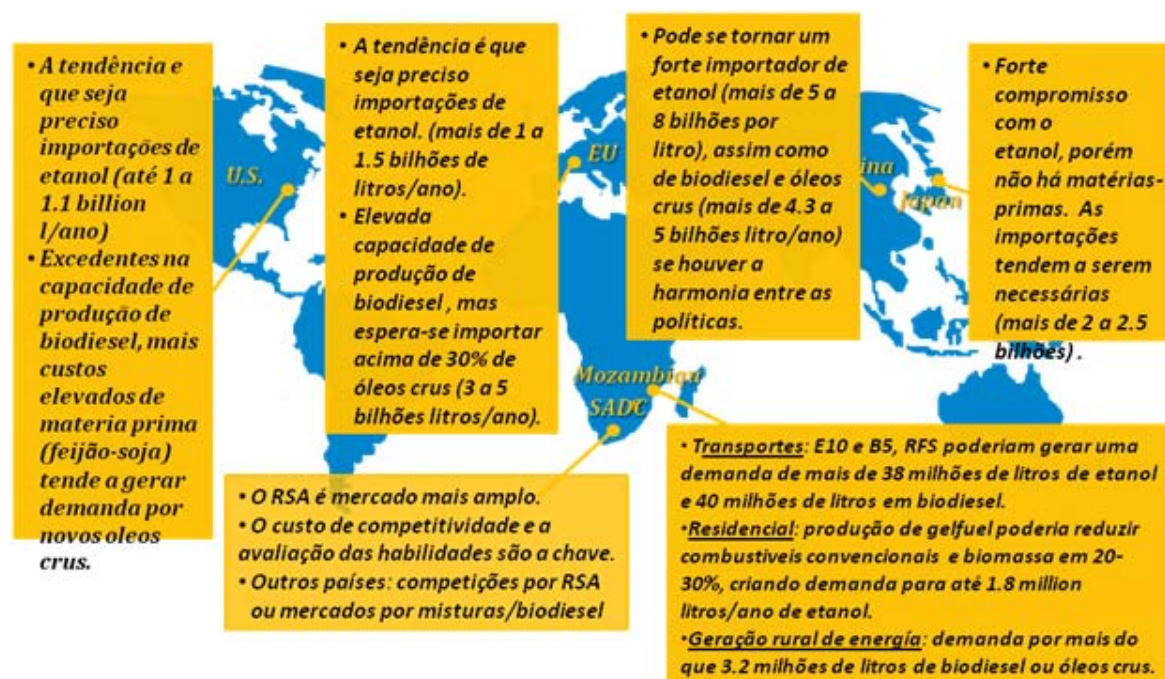 • A tendência e
que seja
preciso
importações de
etanol (até 1 a
1.1 billion
l/ano)
• Excedentes na
capacidade de
produção de
biodiesel, mais
custos
elevados de
materia prima
(feijão-soja)
tende a gerar
demanda por
novos oleos
crus.
U.S.
• A tendência é que
seja preciso
importações de
etanol. (mais de 1 a
1.5 bilhões de
litros/ano).
• Elevada
capacidade de
produção de
biodiesel , mas
espera-se importar
acima de 30% de
óleos crus (3 a 5
bilhões litros/ano).
EU
• Pode se tornar um
forte importador de
etanol (mais de 5 a
8 bilhões por
litro), assim como
de biodiesel e óleos
crus (mais de 4.3 a
5 bilhões litro/ano)
se houver a
harmonia entre as
políticas.
ina
Japan
• Forte
compromisso
com o
etanol, porém
não há matérias-
primas. As
importações
tendem a serem
necessárias
(mais de 2 a 2.5
bilhões) .
Mozambiqu
SADC
• O RSA é mercado mais amplo.
• O custo de competitividade e a
avaliação das habilidades são a chave.
• Outros países: competições por RSA
ou mercados por misturas/biodiesel
• Transportes: E10 e B5, RFS poderiam gerar uma
demanda de mais de 38 milhões de litros de etanol
e 40 milhões de litros em biodiesel.
•Residencial: produção de gelfuel poderia reduzir
combustiveis convencionais e biomassa em 20-
30%, criando demanda para até 1.8 million
litros/ano de etanol.
•Geração rural de energía: demanda por mais do
que 3.2 milhões de litros de biodiesel ou óleos crus.